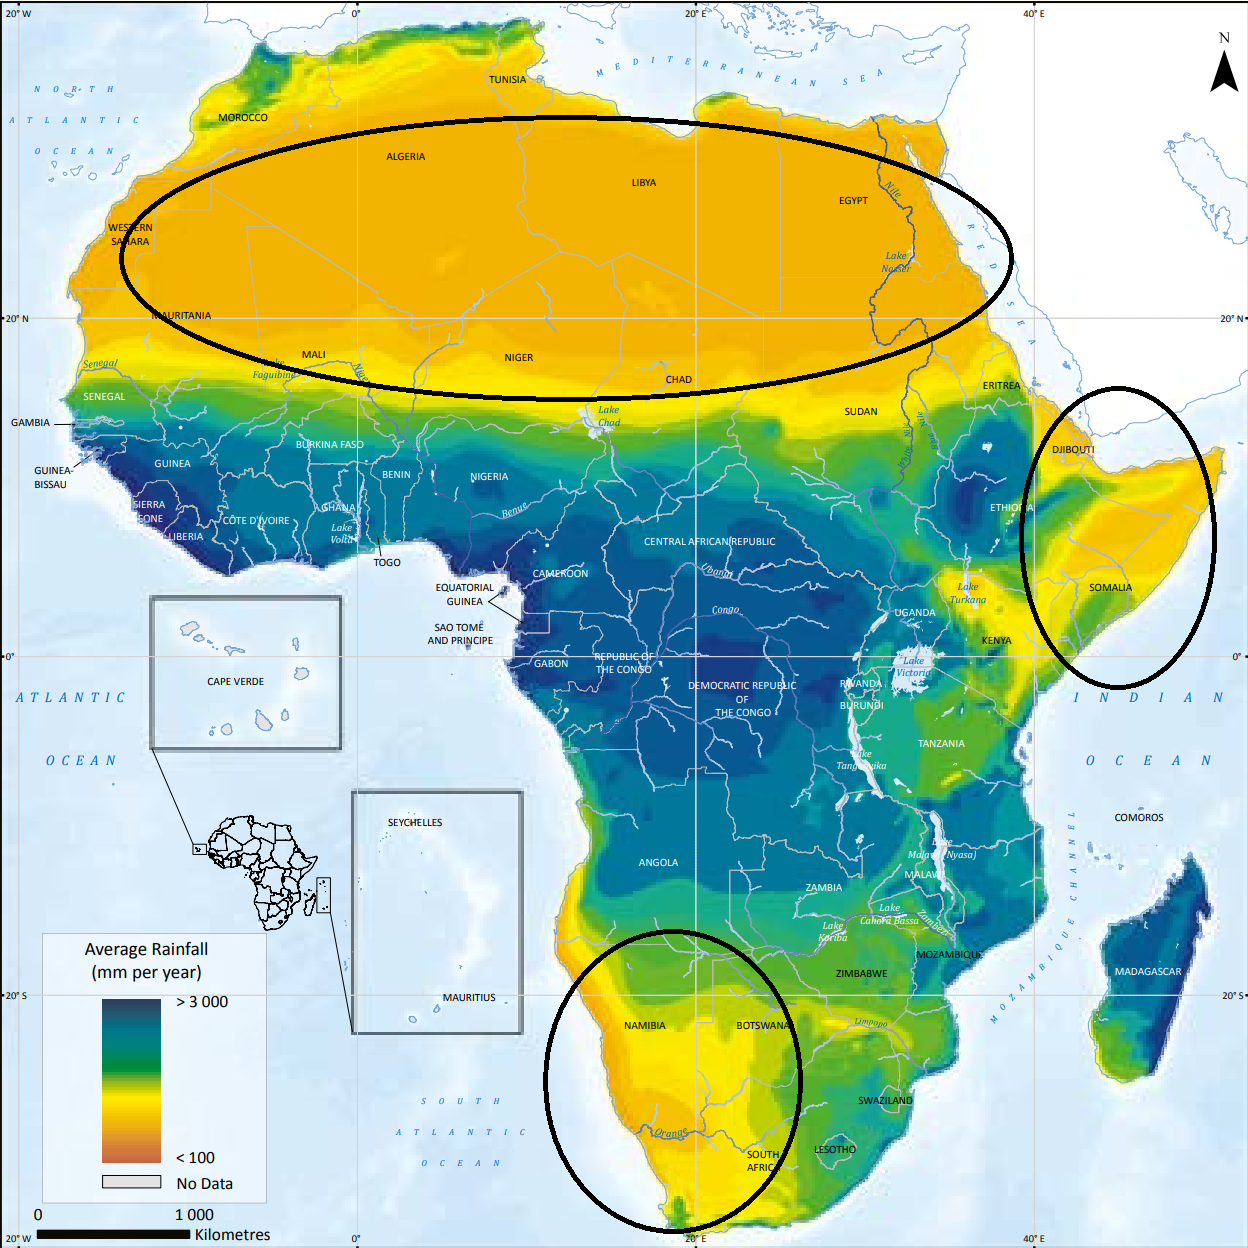 20° W
0°
20° E
40° E
N
NORTH
ATLANTIC
OCEAN
MEDITERRANEAN SEA
TUNISIA
MOROCCO
ALGERIA
LIBYA
EGYPT
Nile
WESTERN
SAHARA
Lake
Nasser
RED SEA
MAURITANIA
20° N
20° N
MALI
NIGER
CHAD
Senegal
Lake
Faguibine
Niger
SENEGAL
ERITREA
SUDAN
Lake
Chad
GAMBIA
White Nile
Blue Nile
BURKINA FASO
DJIBOUTI
GUINEA-
BISSAU
GUINEA
BENIN
NIGERIA
SIERRA
LEONE
GHANA
ETHIOPIA
Benue
CÔTE D'IVOIRE
LIBERIA
Lake
Volta
CENTRAL AFRICAN REPUBLIC
TOGO
CAMEROON
Ubangi
EQUATORIAL
GUINEA
Lake
Turkana
SOMALIA
Congo
UGANDA
SAO TOME
AND PRINCIPE
KENYA
0°
0°
GABON
REPUBLIC OF
THE CONGO
Lake
Victoria
CAPE VERDE
DEMOCRATIC REPUBLIC
OF
THE CONGO
RWANDA
BURUNDI
ATLANTIC
OCEAN
INDIAN
OCEAN
TANZANIA
Lake
Tanganyika
SEYCHELLES
COMOROS
Lake
Malawi (Nyasa)
ANGOLA
MALAWI
ZAMBIA
Lake
Cahora Bassa
Zambezi
Lake
Kariba
MOZAMBIQUE CHANNEL
MOZAMBIQUE
ZIMBABWE
MADAGASCAR
MAURITIUS
20° S
20° S
NAMIBIA
BOTSWANA
Limpopo
Average Rainfall
(mm per year)
> 3 000
< 100
No Data
SWAZILAND
SOUTH
ATLANTIC
OCEAN
Orange
LESOTHO
SOUTH
AFRICA
0
1 000
Kilometres
20° W
0°
20° E
40° E